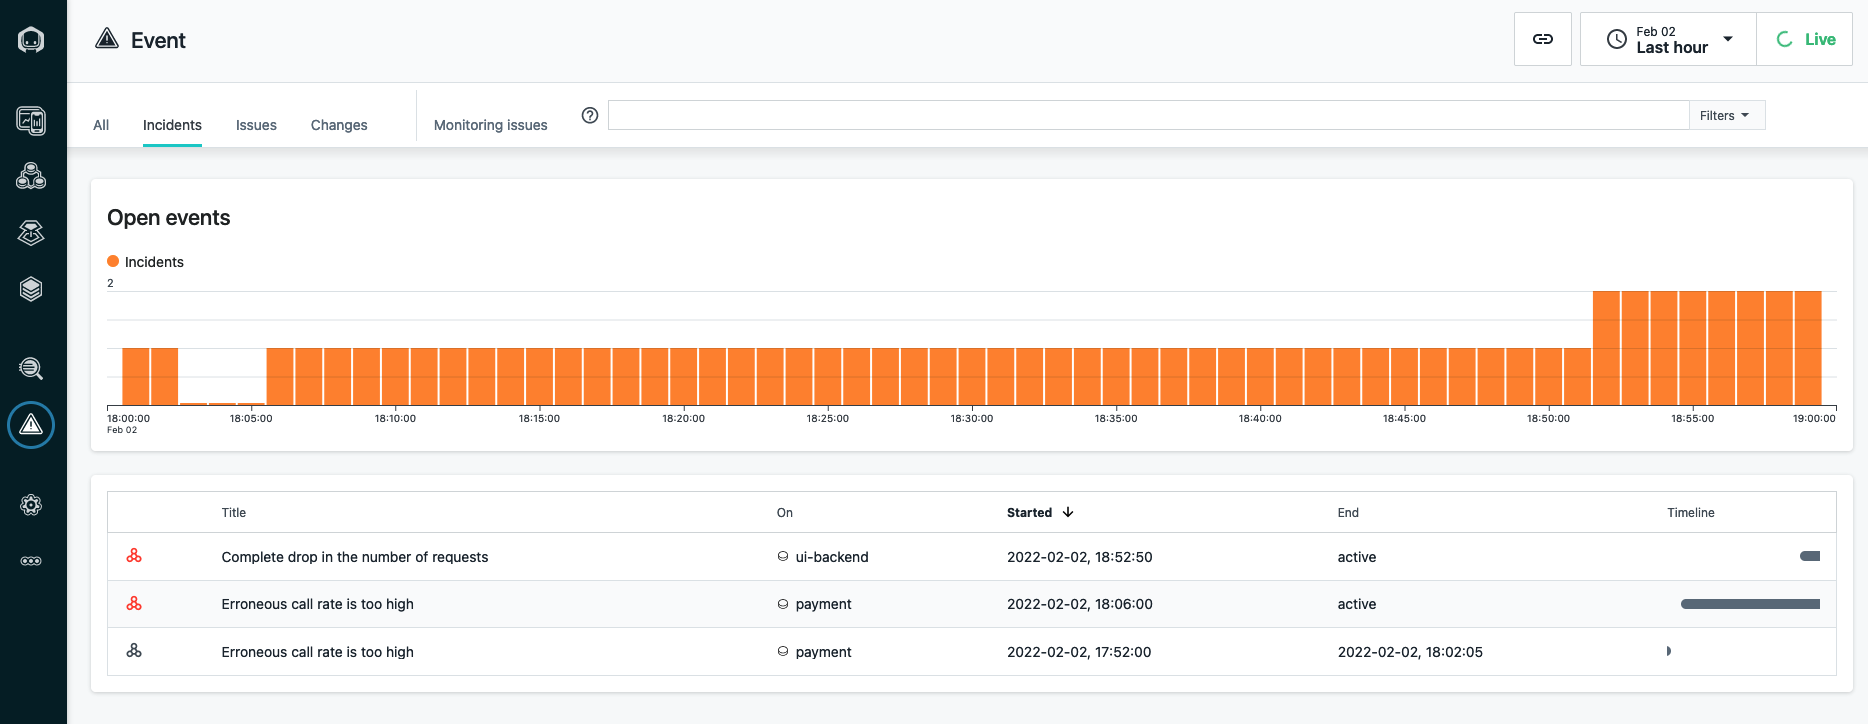 Event
Feb 02
Last hour
Live
All Incidents Issues Changes Monitoring issues Filters
Open events
Incidents
2
18:00:00 18:05:00 18:10:00 18:15:00 18:20:00 18:25:00 18:30:00 18:35:00 18:40:00 18:45:00 18:50:00 18:55:00 19:00:00
Feb 02
Title On Started End Timeline
Complete drop in the number of requests ui-backend 2022-02-02, 18:52:50 active
Erroneous call rate is too high payment 2022-02-02, 18:06:00 active
Erroneous call rate is too high payment 2022-02-02, 17:52:00 2022-02-02, 18:02:05